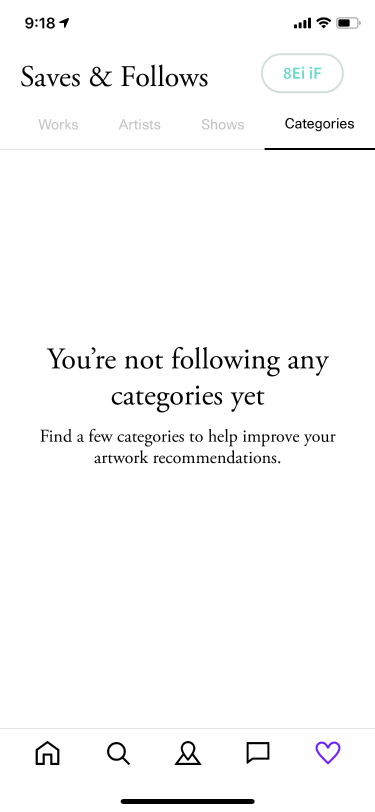 9:18
Saves & Follows
8Ei iF
Works Artists Shows Categories
You're not following any
categories yet
Find a few categories to help improve your
artwork recommendations.